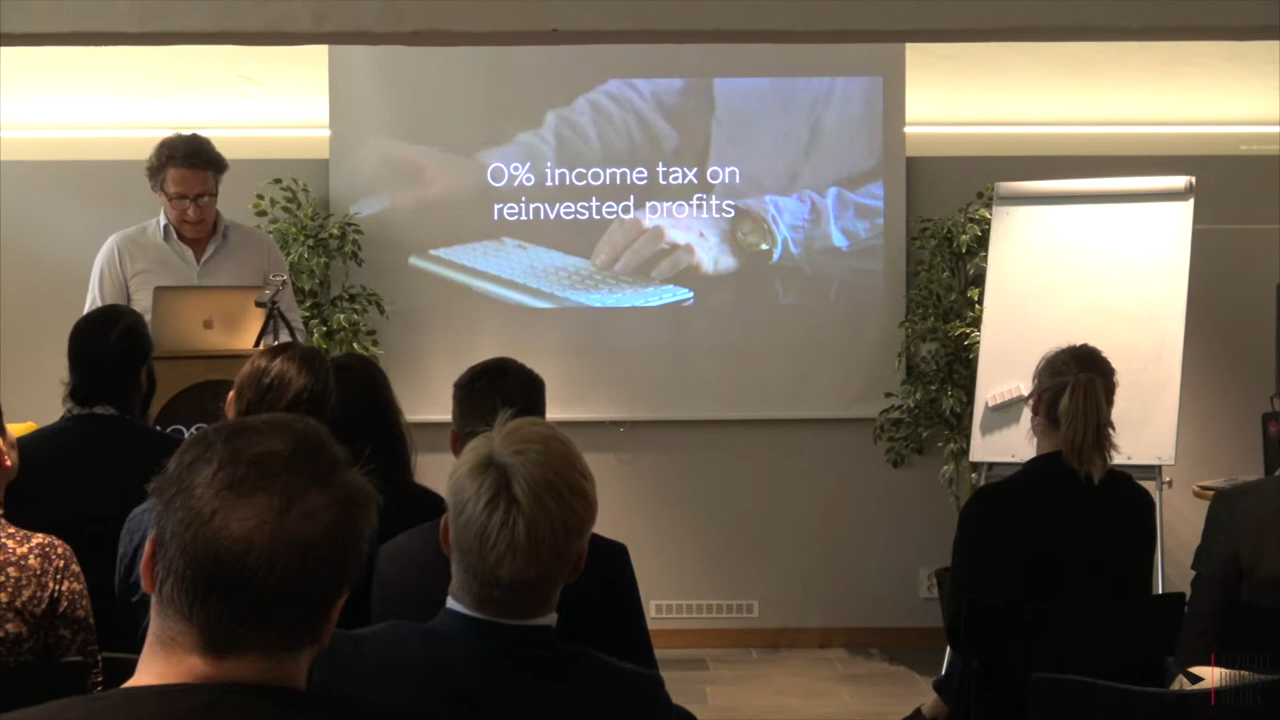 0% income tax on
reinvested profits